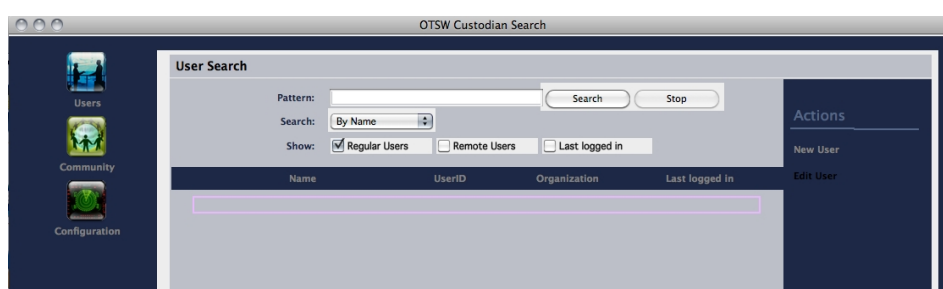 OTSW Custodian Search
User Search
Pattern: Search Stop
Search: By Name
Show: Regular Users Remote Users Last logged in
Name UserID Organization Last logged in
Users
Community
Configuration
Actions
New User
Edit User